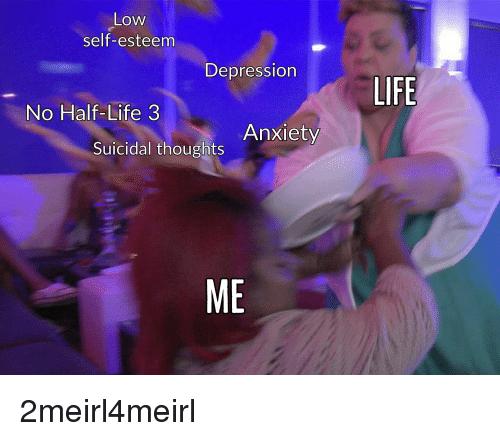 Low
self-esteem
Depression
LIFE
No Half-Life 3
Anxiety
Suicidal thoughts
ME
2meirl4meirl